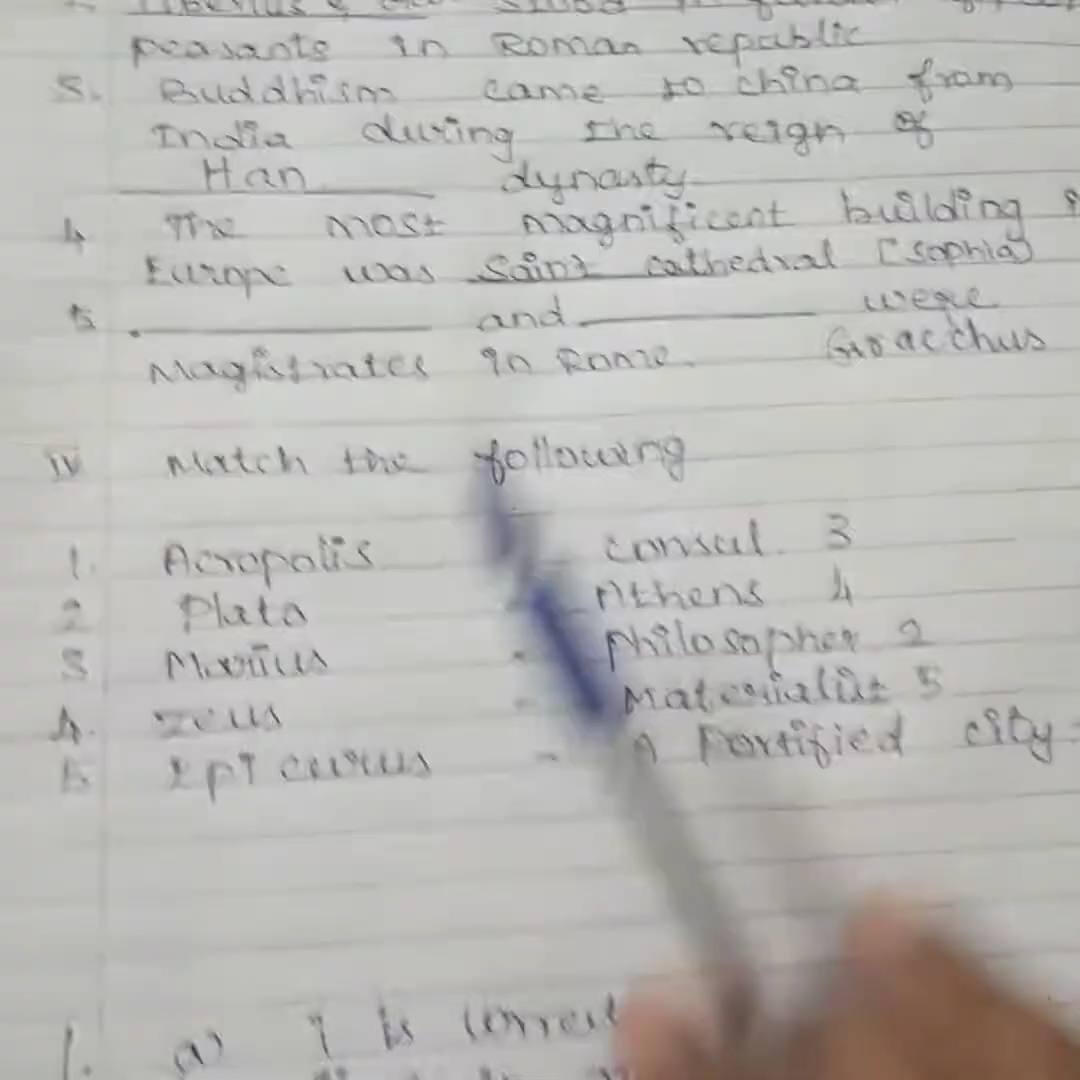 peasants in Roman republic
3. Buddhism came to china from
India during the reign of
Han dynasty
4 The most magnificent building
Europe was Saint cathedral (sophia)
5. and were
Magistrates in Rome. Gracchus
IV Match the following
1. Acropolis - consul. 3
2 Plato - Athens 4
3 Marius - philosopher 2
4. zeus - Materialist 5
5 Epicurus - A Fortified city
1. a) I is correct